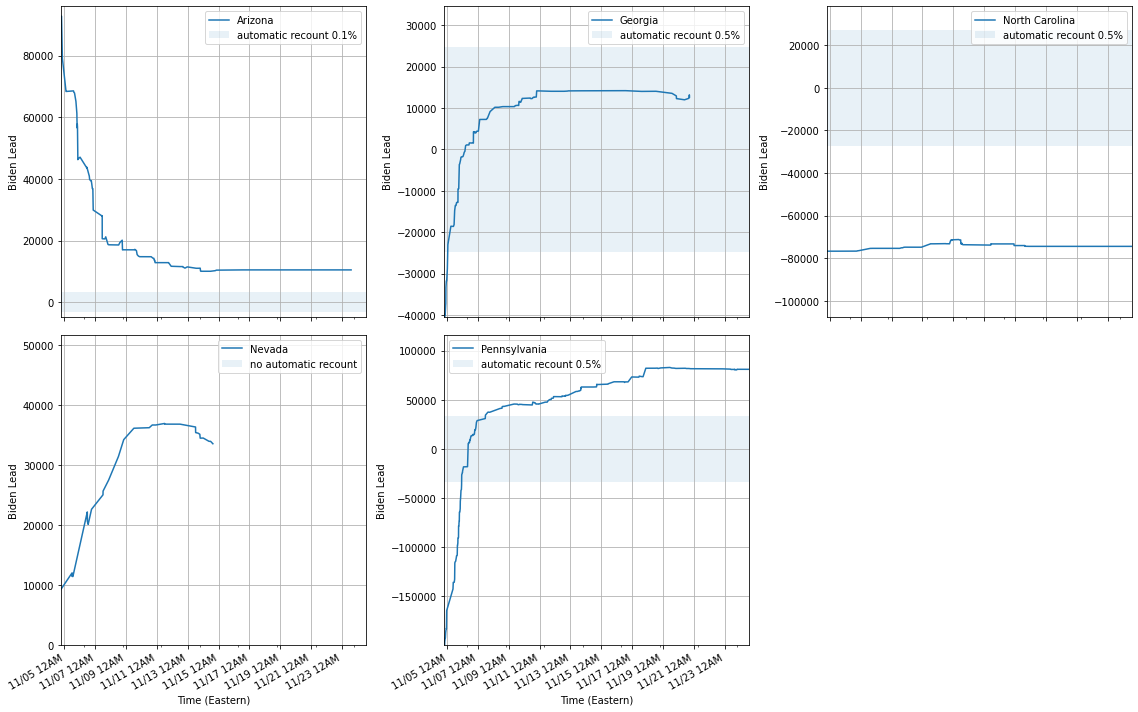 Arizona
automatic recount 0.1%
80000
60000
40000
20000
0
Biden Lead
Georgia
automatic recount 0.5%
30000
20000
10000
0
−10000
−20000
−30000
−40000
Biden Lead
North Carolina
automatic recount 0.5%
20000
0
−20000
−40000
−60000
−80000
−100000
Biden Lead
Nevada
no automatic recount
50000
40000
30000
20000
10000
0
Biden Lead
11/05 12AM
11/07 12AM
11/09 12AM
11/11 12AM
11/13 12AM
11/15 12AM
11/17 12AM
11/19 12AM
11/21 12AM
11/23 12AM
Time (Eastern)
Pennsylvania
automatic recount 0.5%
100000
50000
0
−50000
−100000
−150000
Biden Lead
11/05 12AM
11/07 12AM
11/09 12AM
11/11 12AM
11/13 12AM
11/15 12AM
11/17 12AM
11/19 12AM
11/21 12AM
11/23 12AM
Time (Eastern)